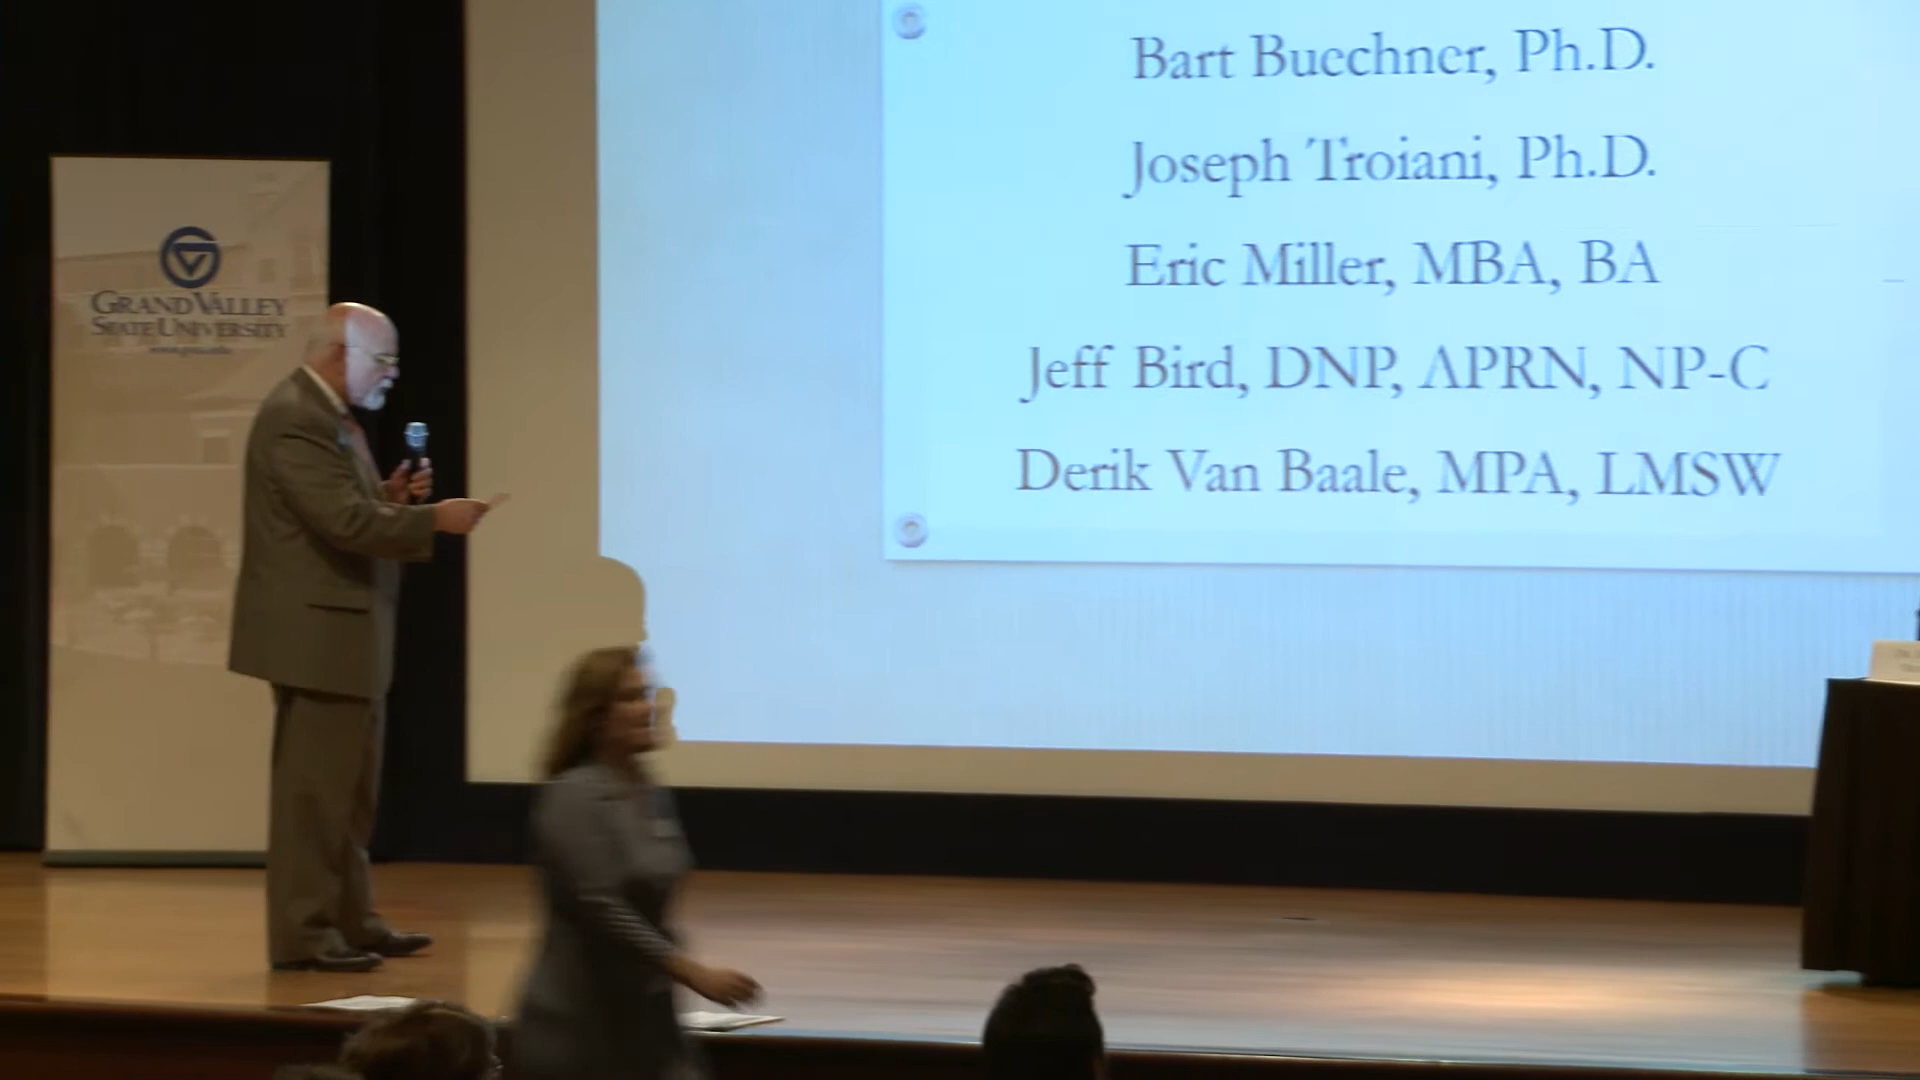 Bart Buechner, Ph.D.
Joseph Troiani, Ph.D.
Eric Miller, MBA, BA
Jeff Bird, DNP, APRN, NP-C
Derik Van Baale, MPA, LMSW
GRAND VALLEY
STATE UNIVERSITY